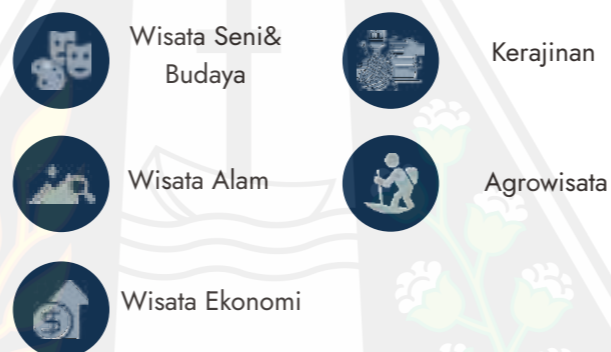 Wisata Seni&
Budaya
Kerajinan
Wisata Alam
Agrowisata
Wisata Ekonomi